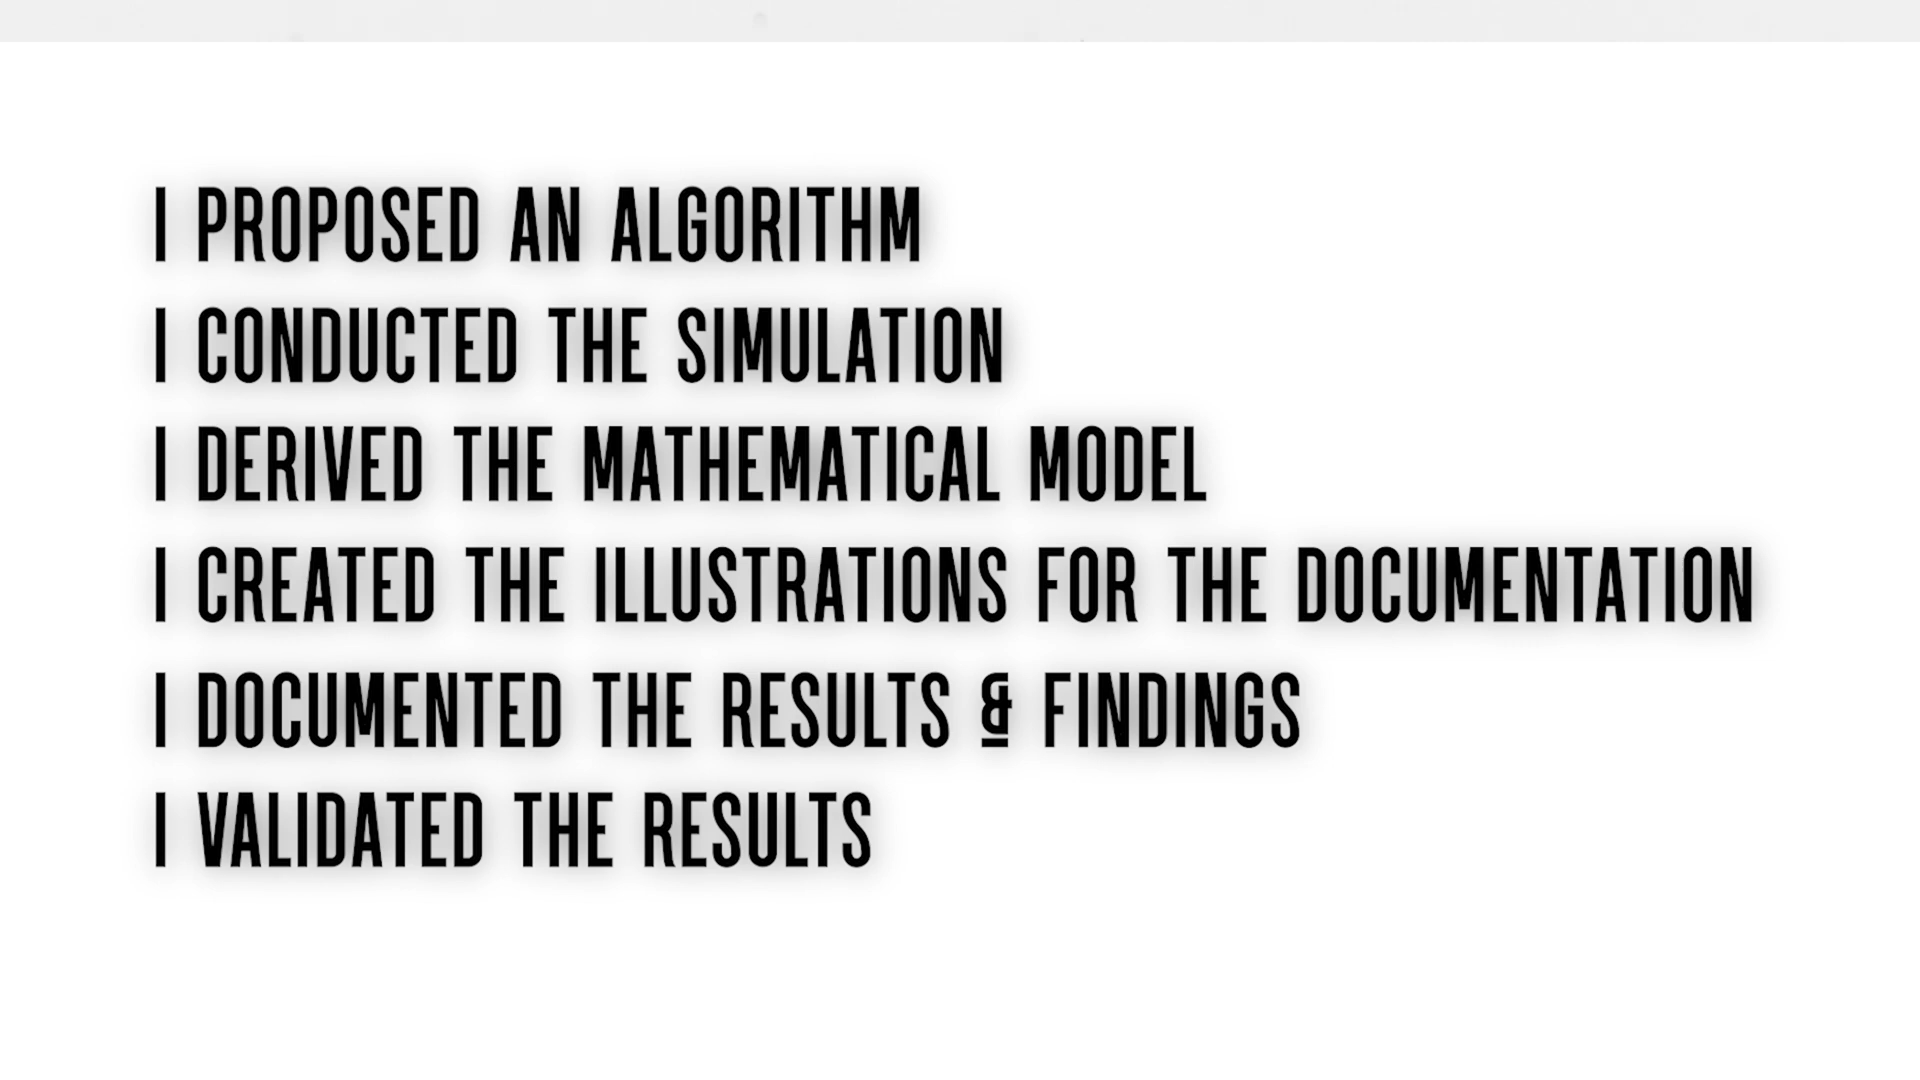 I PROPOSED AN ALGORITHM
I CONDUCTED THE SIMULATION
I DERIVED THE MATHEMATICAL MODEL
I CREATED THE ILLUSTRATIONS FOR THE DOCUMENTATION
I DOCUMENTED THE RESULTS & FINDINGS
I VALIDATED THE RESULTS